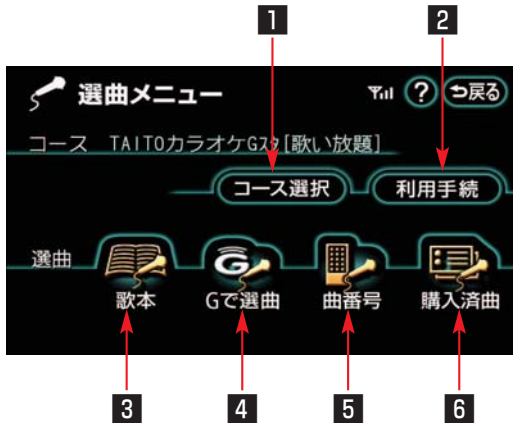 1 2
選曲メニュー ? 戻る
コース TAITOカラオケGスタ[歌い放題]
コース選択 利用手続
選曲
G
歌本 Gで選曲 曲番号 購入済曲
3 4 5 6